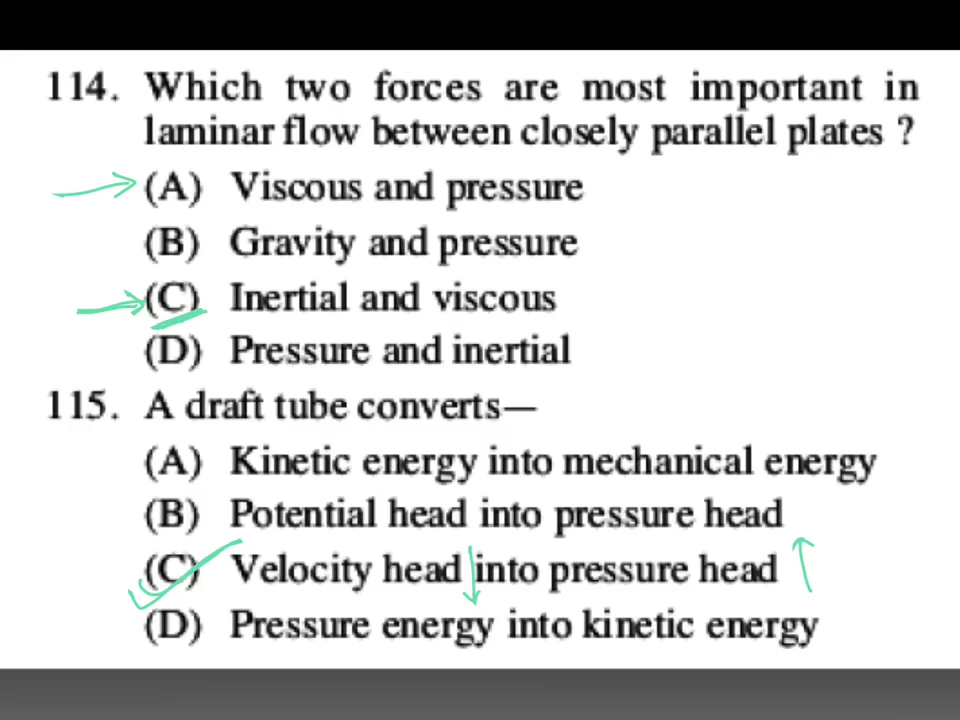 114. Which two forces are most important in
laminar flow between closely parallel plates ?
(A) Viscous and pressure
(B) Gravity and pressure
(C) Inertial and viscous
(D) Pressure and inertial
115. A draft tube converts—
(A) Kinetic energy into mechanical energy
(B) Potential head into pressure head
(C) Velocity head into pressure head
(D) Pressure energy into kinetic energy